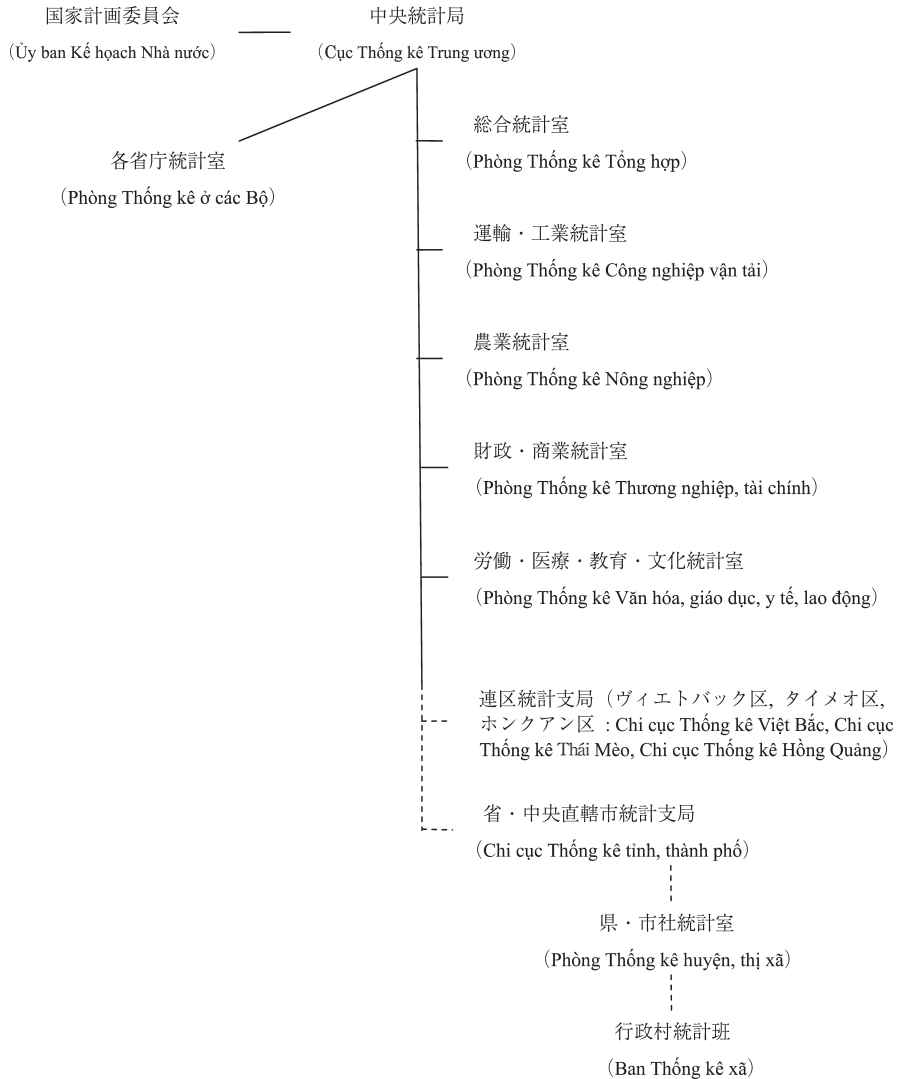 国家計画委員会
（Ủy ban Kế họach Nhà nước）
中央統計局
（Cục Thống kê Trung ương）
各省庁統計室
（Phòng Thống kê ở các Bộ）
総合統計室
（Phòng Thống kê Tổng hợp）
運輸・工業統計室
（Phòng Thống kê Công nghiệp vận tải）
農業統計室
（Phòng Thống kê Nông nghiệp）
財政・商業統計室
（Phòng Thống kê Thương nghiệp, tài chính）
労働・医療・教育・文化統計室
（Phòng Thống kê Văn hóa, giáo dục, y tế, lao động）
連区統計支局（ヴィエトバック区, タイメオ区,
ホンクアン区 : Chi cục Thống kê Việt Bắc, Chi cục
Thống kê Thái Mèo, Chi cục Thống kê Hồng Quảng）
省・中央直轄市統計支局
（Chi cục Thống kê tỉnh, thành phố）
県・市社統計室
（Phòng Thống kê huyện, thị xã）
行政村統計班
（Ban Thống kê xã）